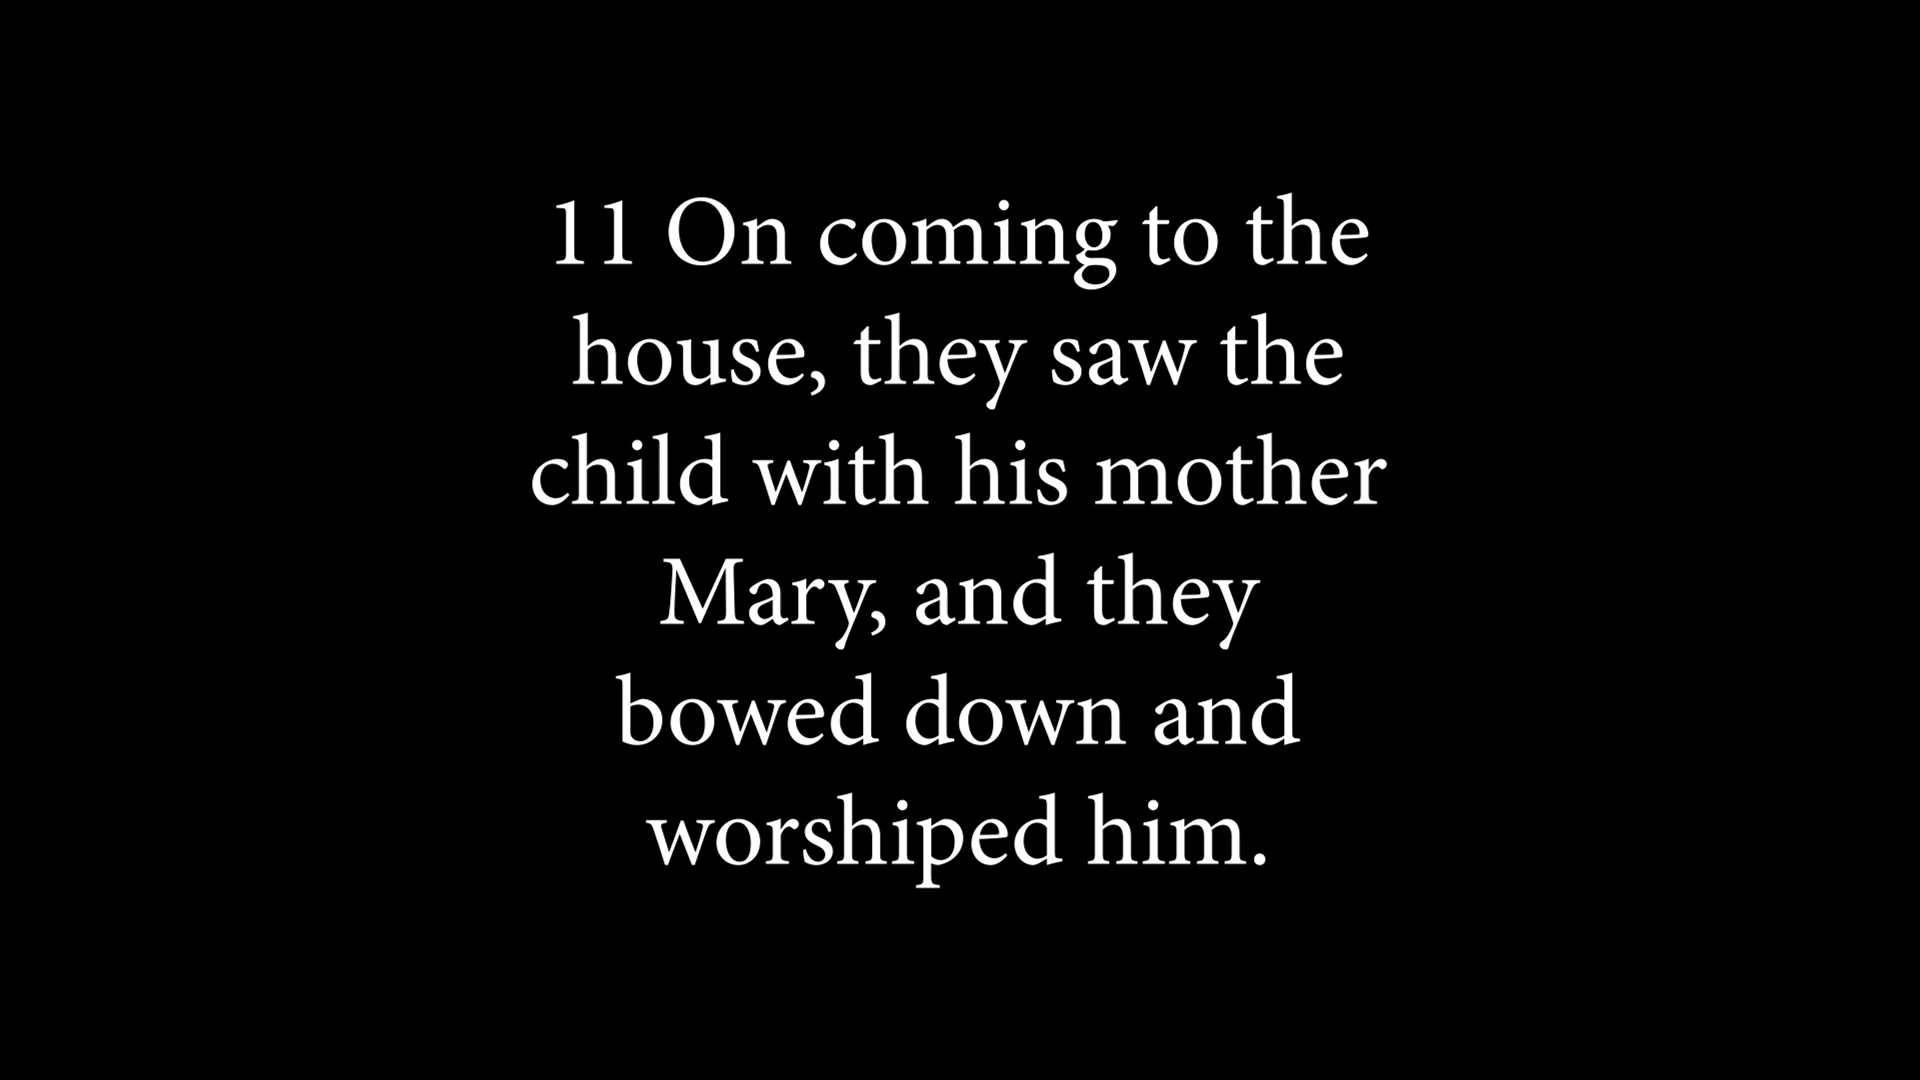 11 On coming to the
house, they saw the
child with his mother
Mary, and they
bowed down and
worshiped him.